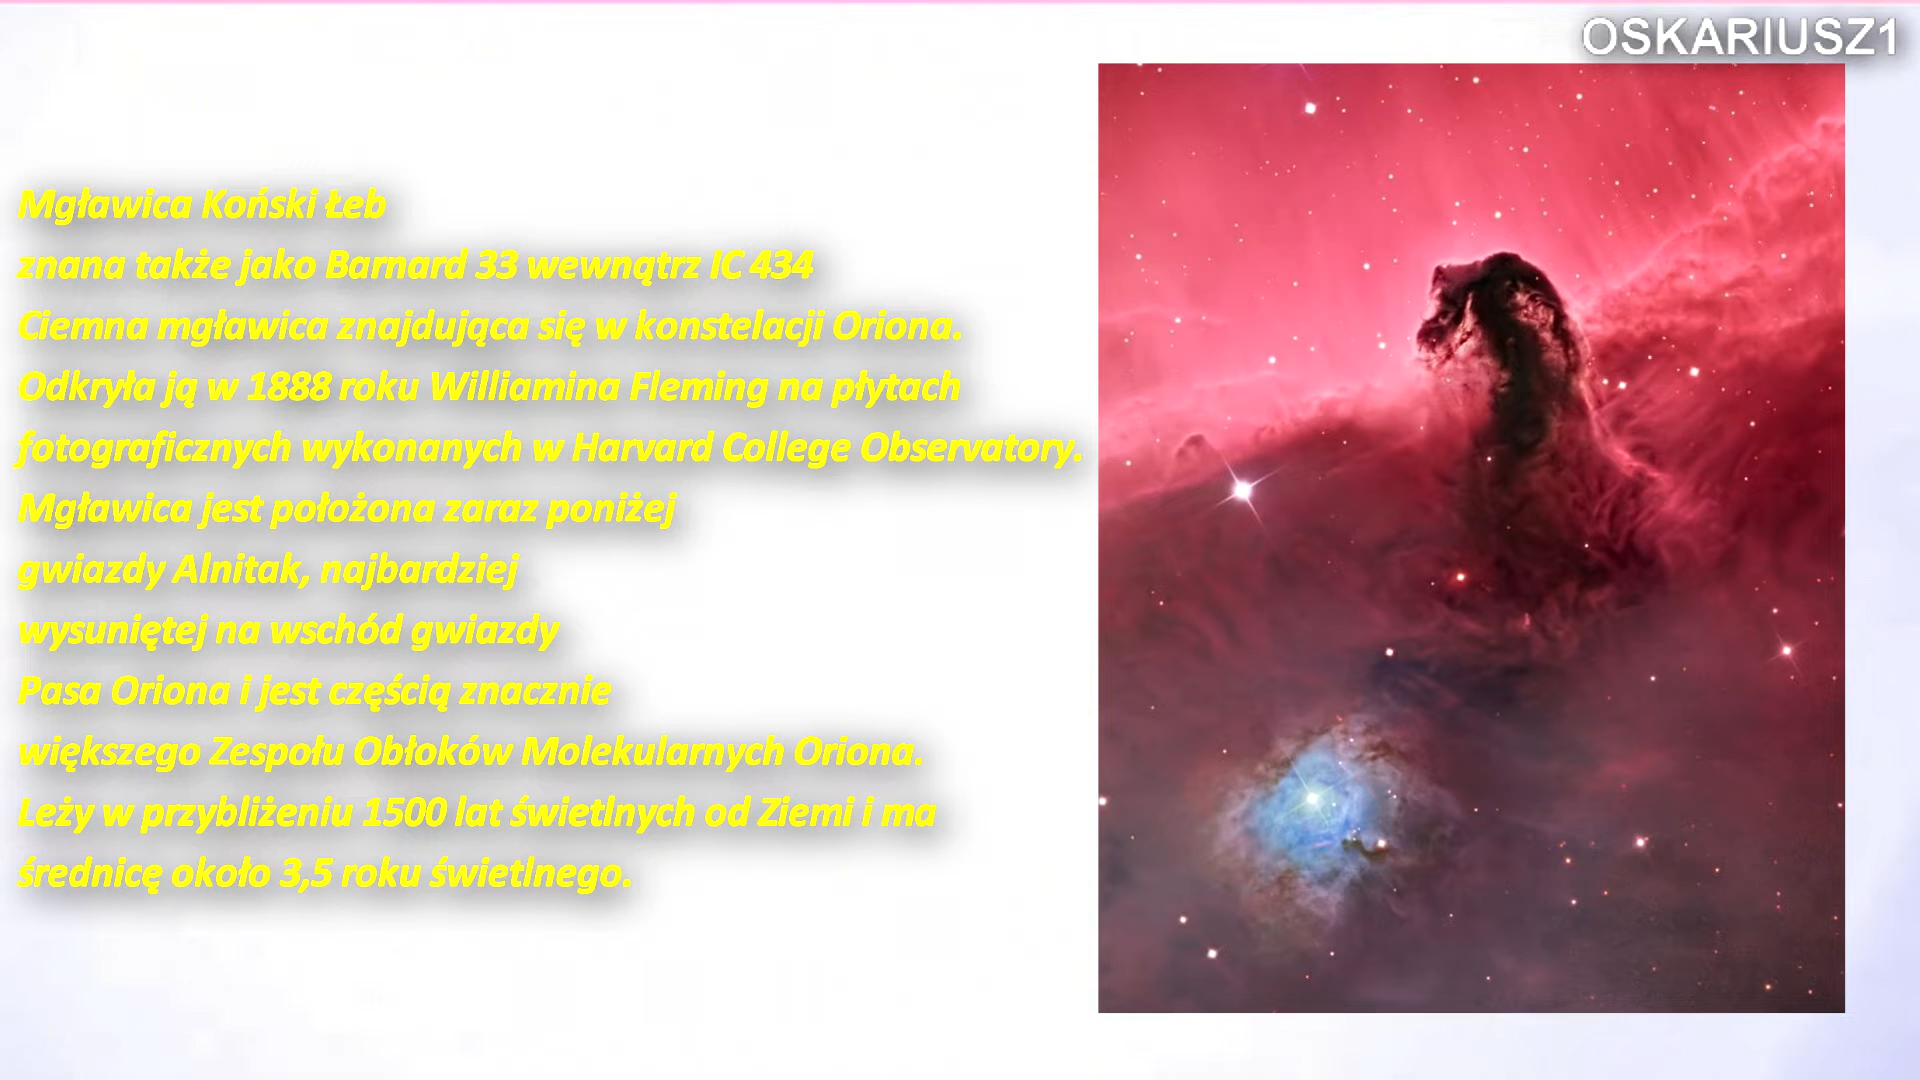 OSKARIUSZ1
Mgławica Koński Łeb
znana także jako Barnard 33 wewnątrz IC 434
Ciemna mgławica znajdująca się w konstelacji Oriona.
Odkryła ją w 1888 roku Williamina Fleming na płytach
fotograficznych wykonanych w Harvard College Observatory.
Mgławica jest położona zaraz poniżej
gwiazdy Alnitak, najbardziej
wysuniętej na wschód gwiazdy
Pasa Oriona i jest częścią znacznie
większego Zespołu Obłoków Molekularnych Oriona.
Leży w przybliżeniu 1500 lat świetlnych od Ziemi i ma
średnicę około 3,5 roku świetlnego.